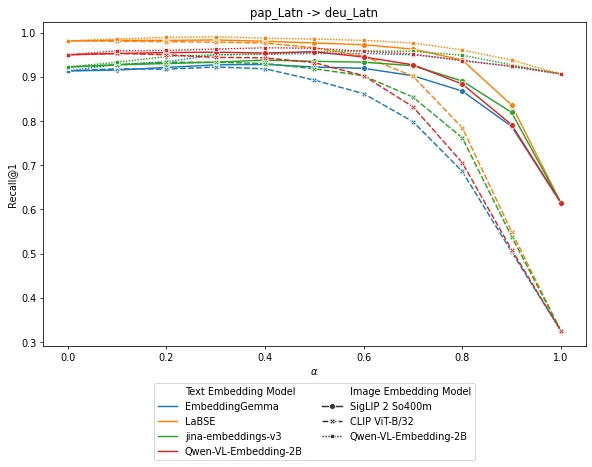 pap_Latn -> deu_Latn
Recall@1
1.0
0.9
0.8
0.7
0.6
0.5
0.4
0.3
0.0 0.2 0.4 0.6 0.8 1.0
α
Text Embedding Model
EmbeddingGemma
LaBSE
jina-embeddings-v3
Qwen-VL-Embedding-2B
Image Embedding Model
SigLIP 2 So400m
CLIP ViT-B/32
Qwen-VL-Embedding-2B